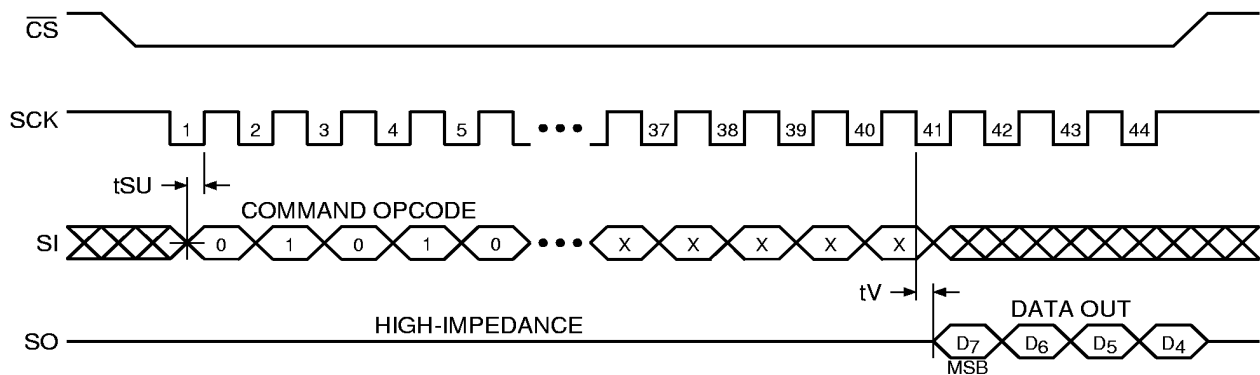 CS
SCK 1 2 3 4 5 ••• 37 38 39 40 41 42 43 44
tSU
COMMAND OPCODE
SI 0 1 0 1 0 ••• X X X X X
tV
HIGH-IMPEDANCE
DATA OUT
SO D7 D6 D5 D4
MSB